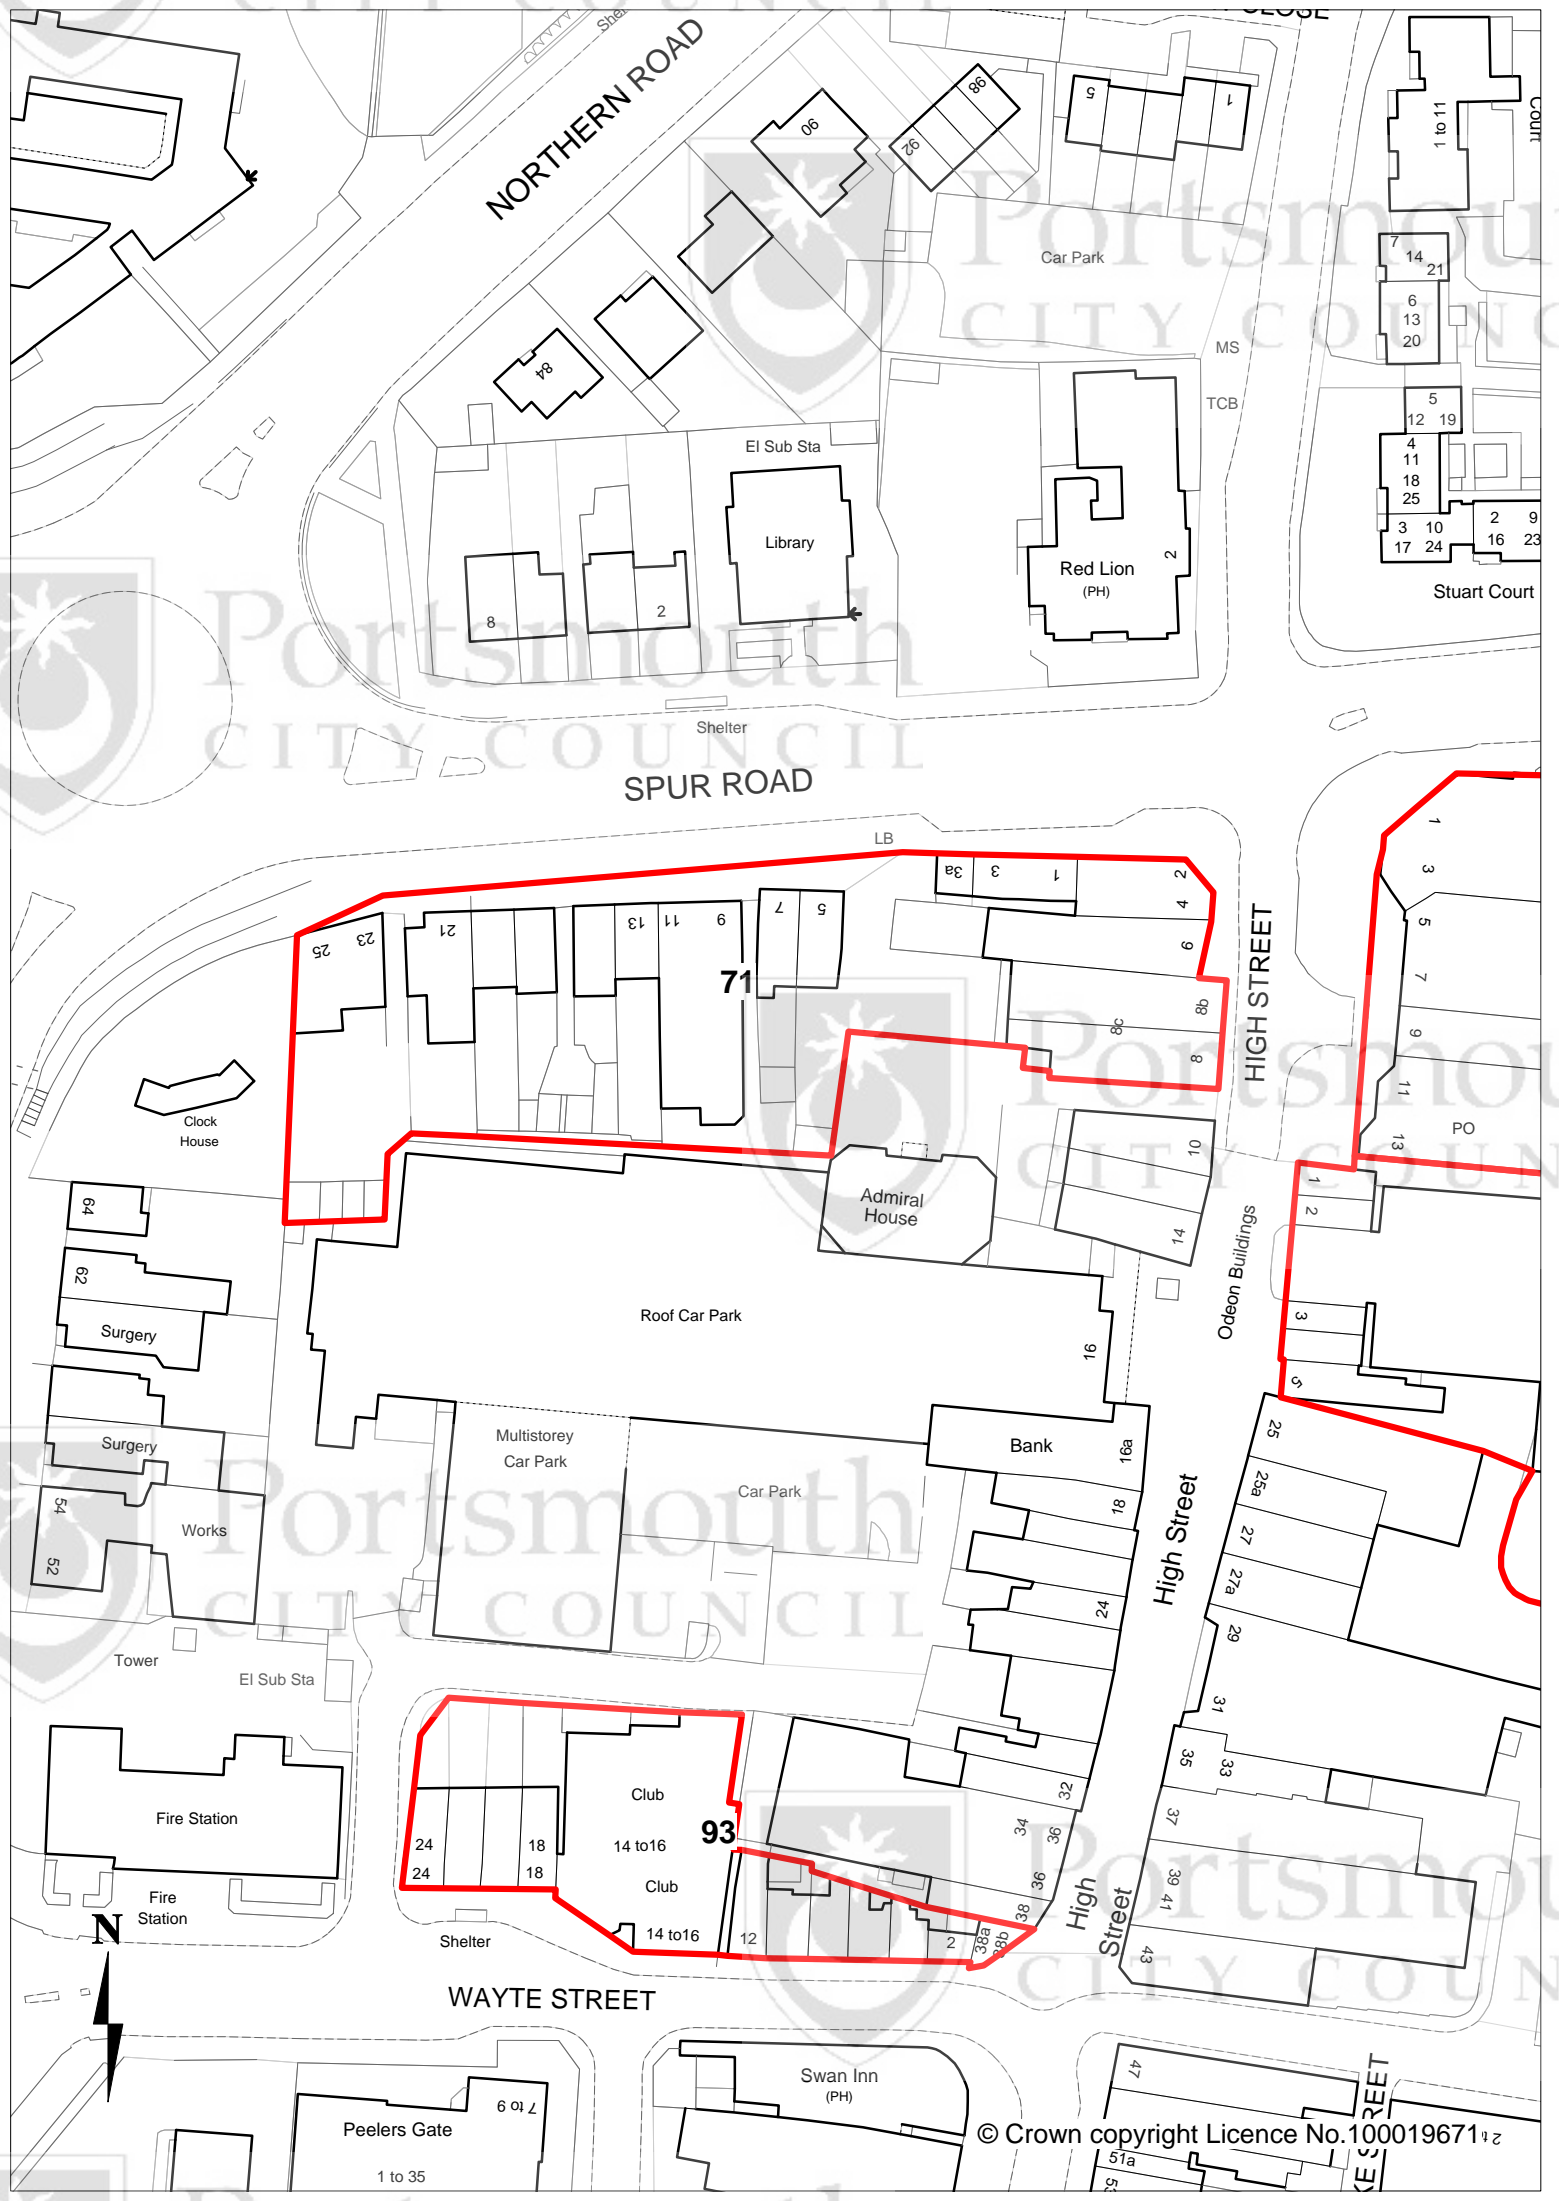 CLOSE
NORTHERN ROAD
98
90
92
5
1
1 to 11
Court
Car Park
7
14
21
6
13
20
MS
TCB
84
5
12 19
4
11
18
25
3 10
17 24
2 9
16 23
Stuart Court
El Sub Sta
Library
Red Lion
(PH)
2
8
2
Shelter
SPUR ROAD
LB
3a
3
1
2
4
6
8b
8c
8
HIGH STREET
1
3
5
7
9
11
13
PO
25
23
21
13
11
9
7
5
71
Clock
House
10
14
Admiral
House
Odeon Buildings
1
2
3
5
64
62
Surgery
Surgery
54
52
Works
Roof Car Park
16
Multistorey
Car Park
Car Park
Bank
16a
18
24
High Street
25
25a
27
27a
29
31
35
33
37
39
41
43
Tower
El Sub Sta
Fire Station
Fire
Station
N
24
24
18
18
Club
14 to16
Club
14 to16
93
12
2
38a
38b
32
34
36
36
38
High
Street
Shelter
WAYTE STREET
Swan Inn
(PH)
7 to 9
Peelers Gate
1 to 35
47
51a
© Crown copyright Licence No.100019671
Portsmouth
CITY COUNCIL